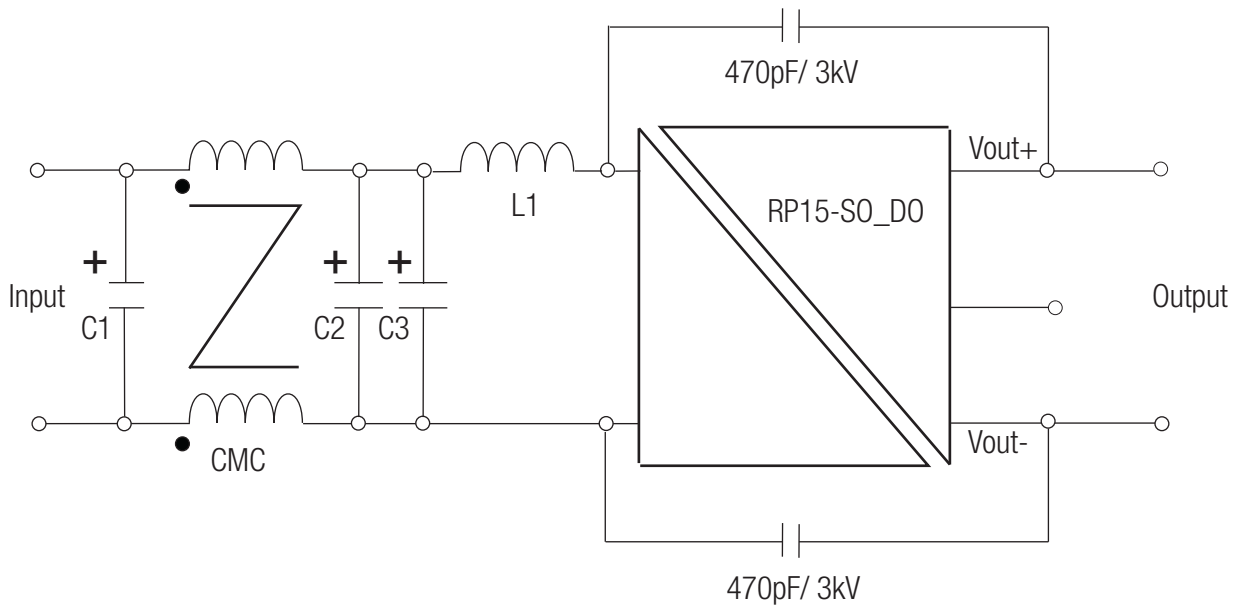 470pF/ 3kV
Vout+
L1
RP15-SO_DO
+
+
+
Input
C1
C2
C3
Output
Vout-
CMC
470pF/ 3kV